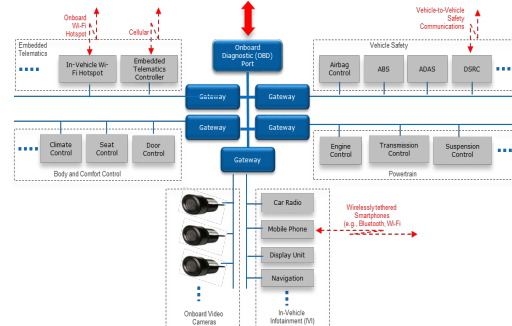 Onboard
Wi-Fi
Hotspot
Cellular
Embedded
Telematics
In-Vehicle Wi-
Fi Hotspot
Embedded
Telematics
Controller
Onboard
Diagnostic (OBD)
Port
Vehicle-to-Vehicle
Safety
Communications
Vehicle Safety
Airbag
Control
ABS
ADAS
DSRC
Gateway
Gateway
Gateway
Gateway
Gateway
Climate
Control
Seat
Control
Door
Control
Body and Comfort Control
Engine
Control
Transmission
Control
Suspension
Control
Powertrain
Car Radio
Mobile Phone
Display Unit
Navigation
Wirelessly tethered
Smartphones
(e.g., Bluetooth, Wi-Fi
Onboard Video
Cameras
In-Vehicle
Infotainment (IVI)